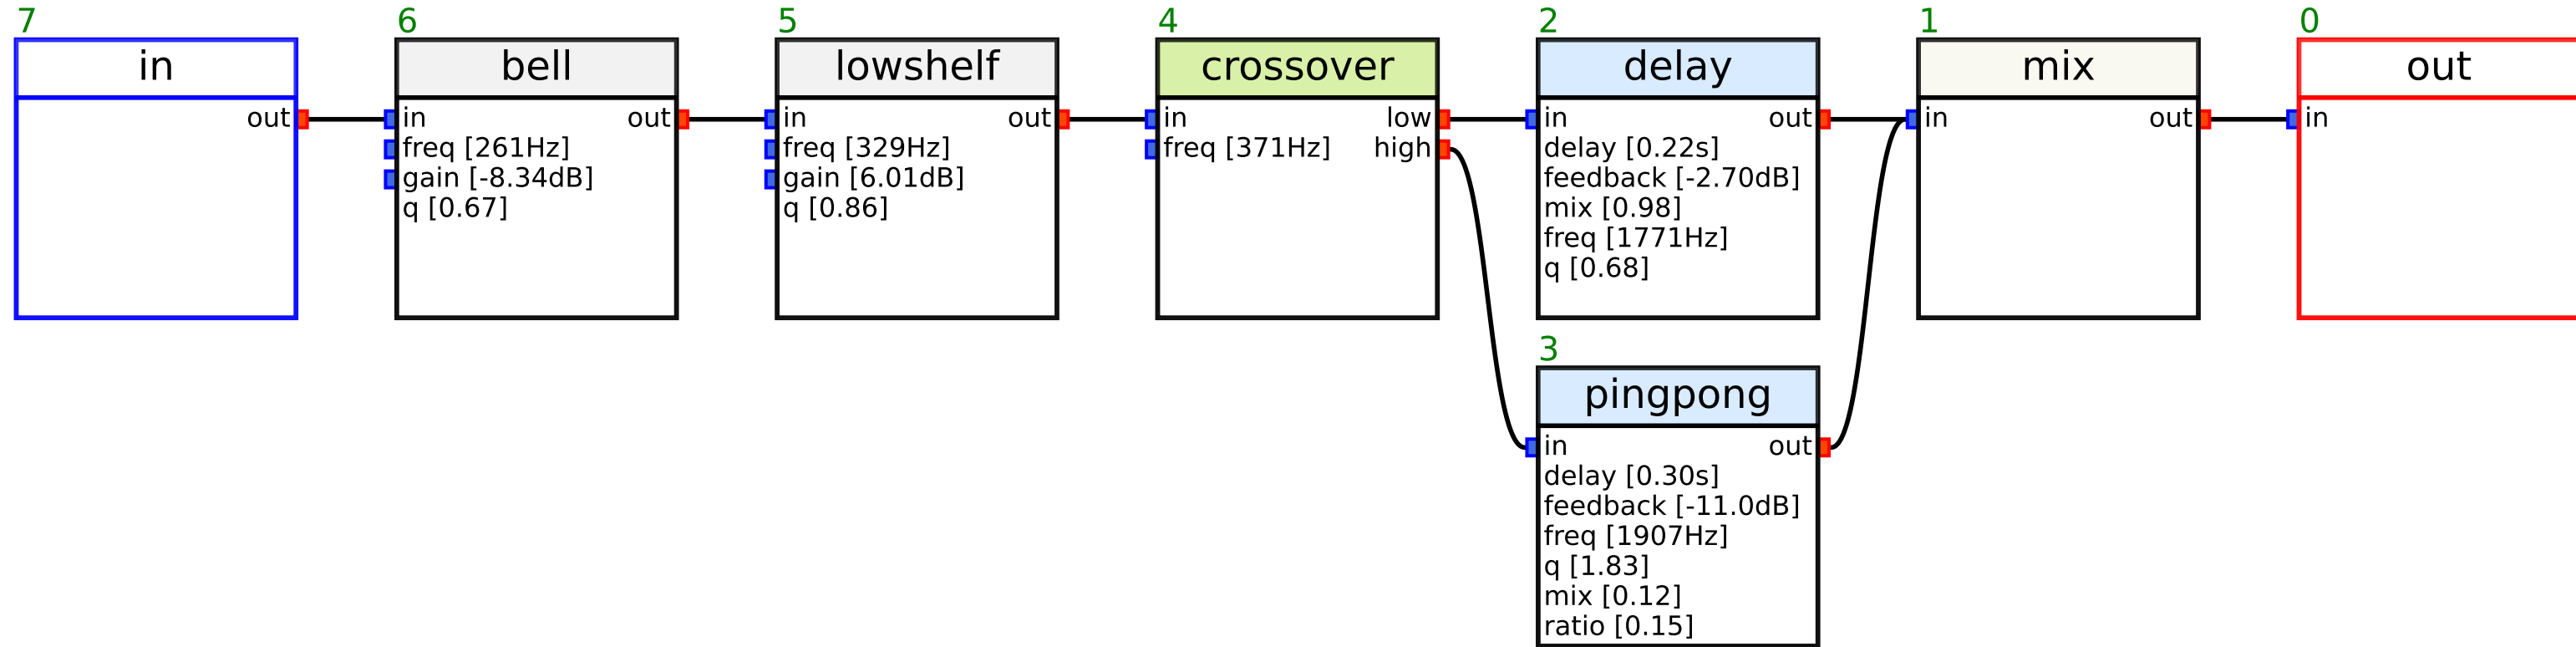 7
in
out
6
bell
in out
freq [261Hz]
gain [-8.34dB]
q [0.67]
5
lowshelf
in out
freq [329Hz]
gain [6.01dB]
q [0.86]
4
crossover
in low
freq [371Hz] high
2
delay
in out
delay [0.22s]
feedback [-2.70dB]
mix [0.98]
freq [1771Hz]
q [0.68]
3
pingpong
in out
delay [0.30s]
feedback [-11.0dB]
freq [1907Hz]
q [1.83]
mix [0.12]
ratio [0.15]
1
mix
in out
0
out
in